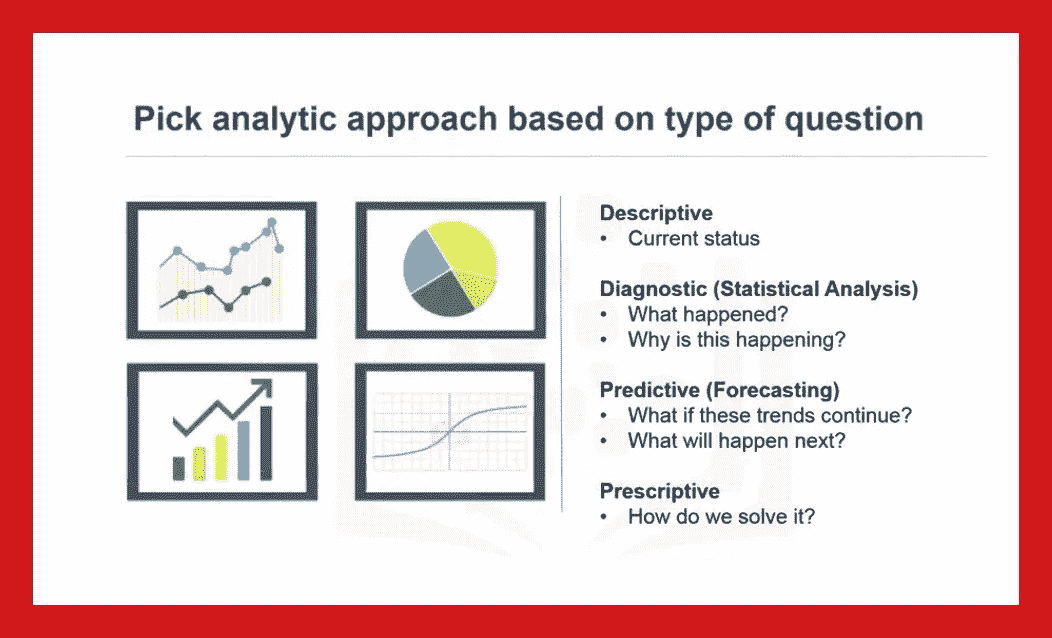 Pick analytic approach based on type of question
Descriptive
• Current status
Diagnostic (Statistical Analysis)
• What happened?
• Why is this happening?
Predictive (Forecasting)
• What if these trends continue?
• What will happen next?
Prescriptive
• How do we solve it?